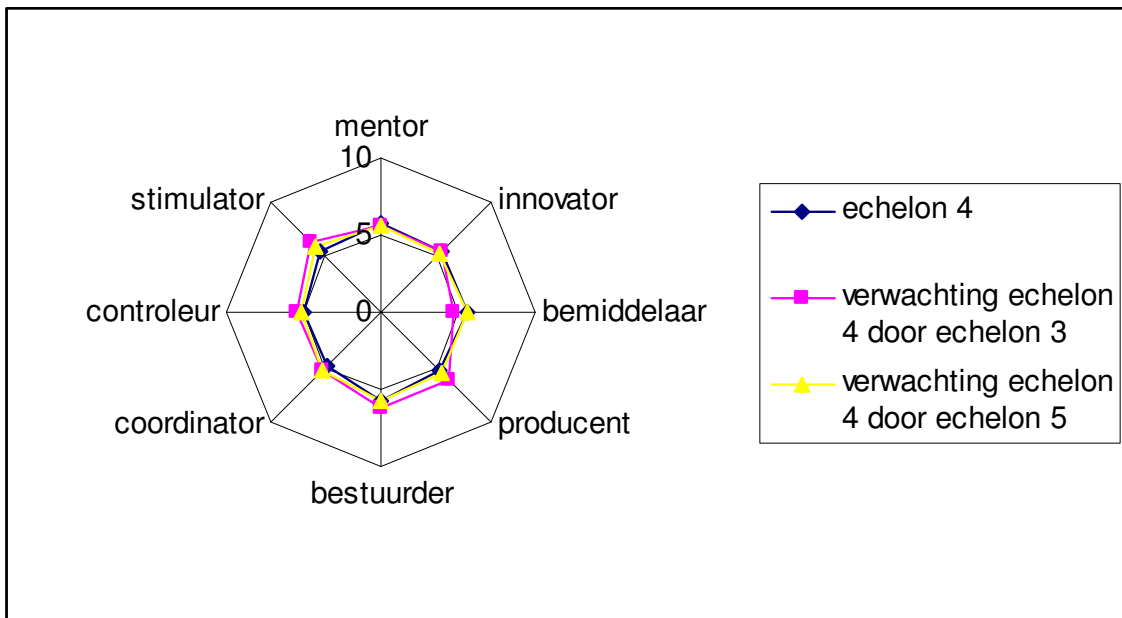 mentor
10
stimulator
innovator
5
controleur
0
bemiddelaar
coordinator
producent
bestuurder
echelon 4
verwachting echelon
4 door echelon 3
verwachting echelon
4 door echelon 5